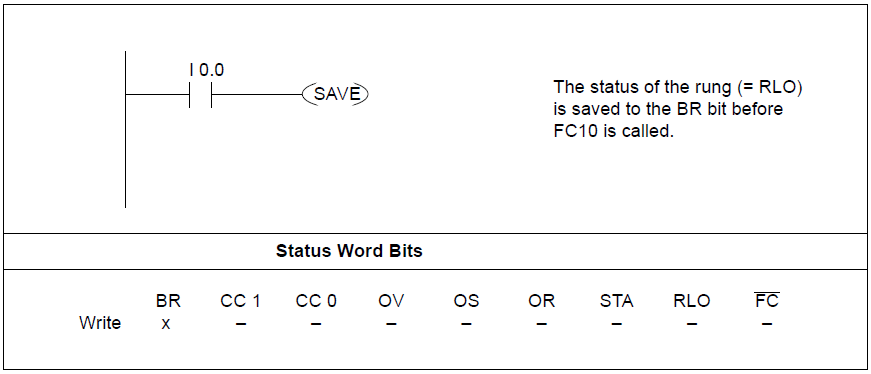 I 0.0
SAVE
The status of the rung (= RLO)
is saved to the BR bit before
FC10 is called.
Status Word Bits
BR CC 1 CC 0 OV OS OR STA RLO F̅C̅
Write x – – – – – – – –